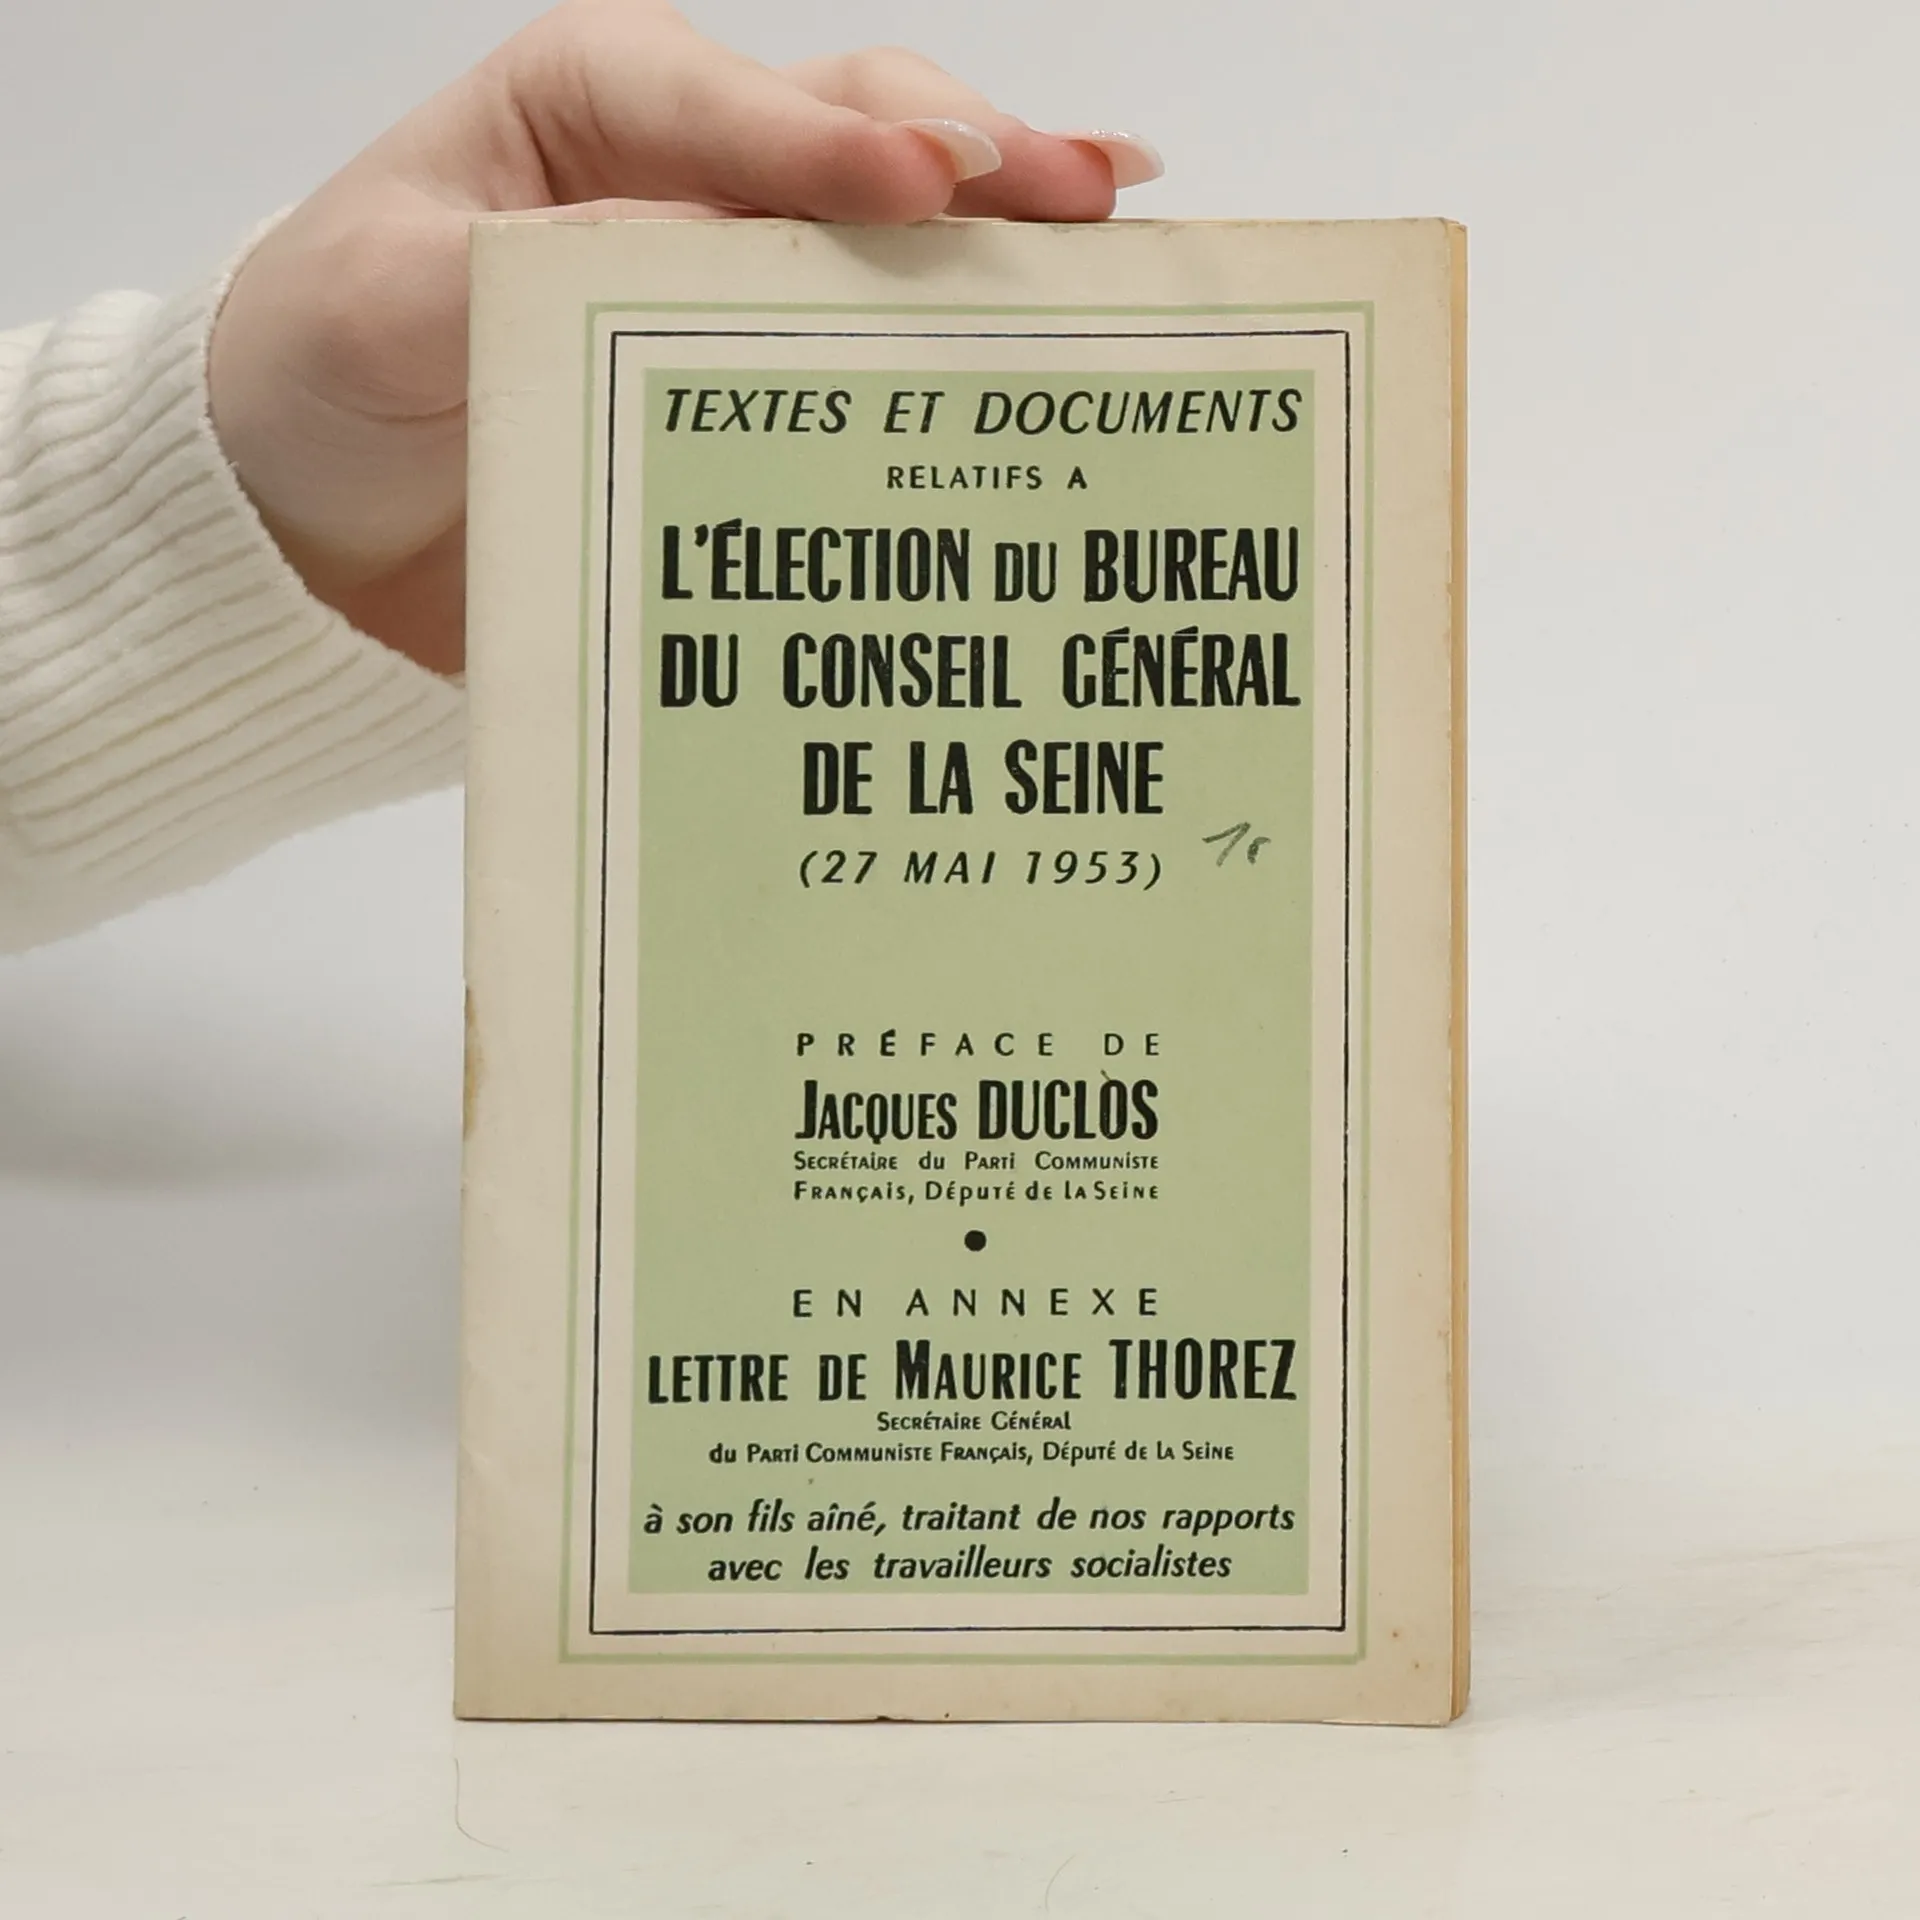 TEXTES ET DOCUMENTS
RELATIFS A
L'ÉLECTION DU BUREAU
DU CONSEIL GÉNÉRAL
DE LA SEINE
(27 MAI 1953)
PRÉFACE DE
JACQUES DUCLOS
SECRÉTAIRE du PARTI COMMUNISTE
FRANÇAIS, DÉPUTÉ de LA SEINE
●
EN ANNEXE
LETTRE DE MAURICE THOREZ
SECRÉTAIRE GÉNÉRAL
du PARTI COMMUNISTE FRANÇAIS, DÉPUTÉ de LA SEINE
à son fils aîné, traitant de nos rapports
avec les travailleurs socialistes